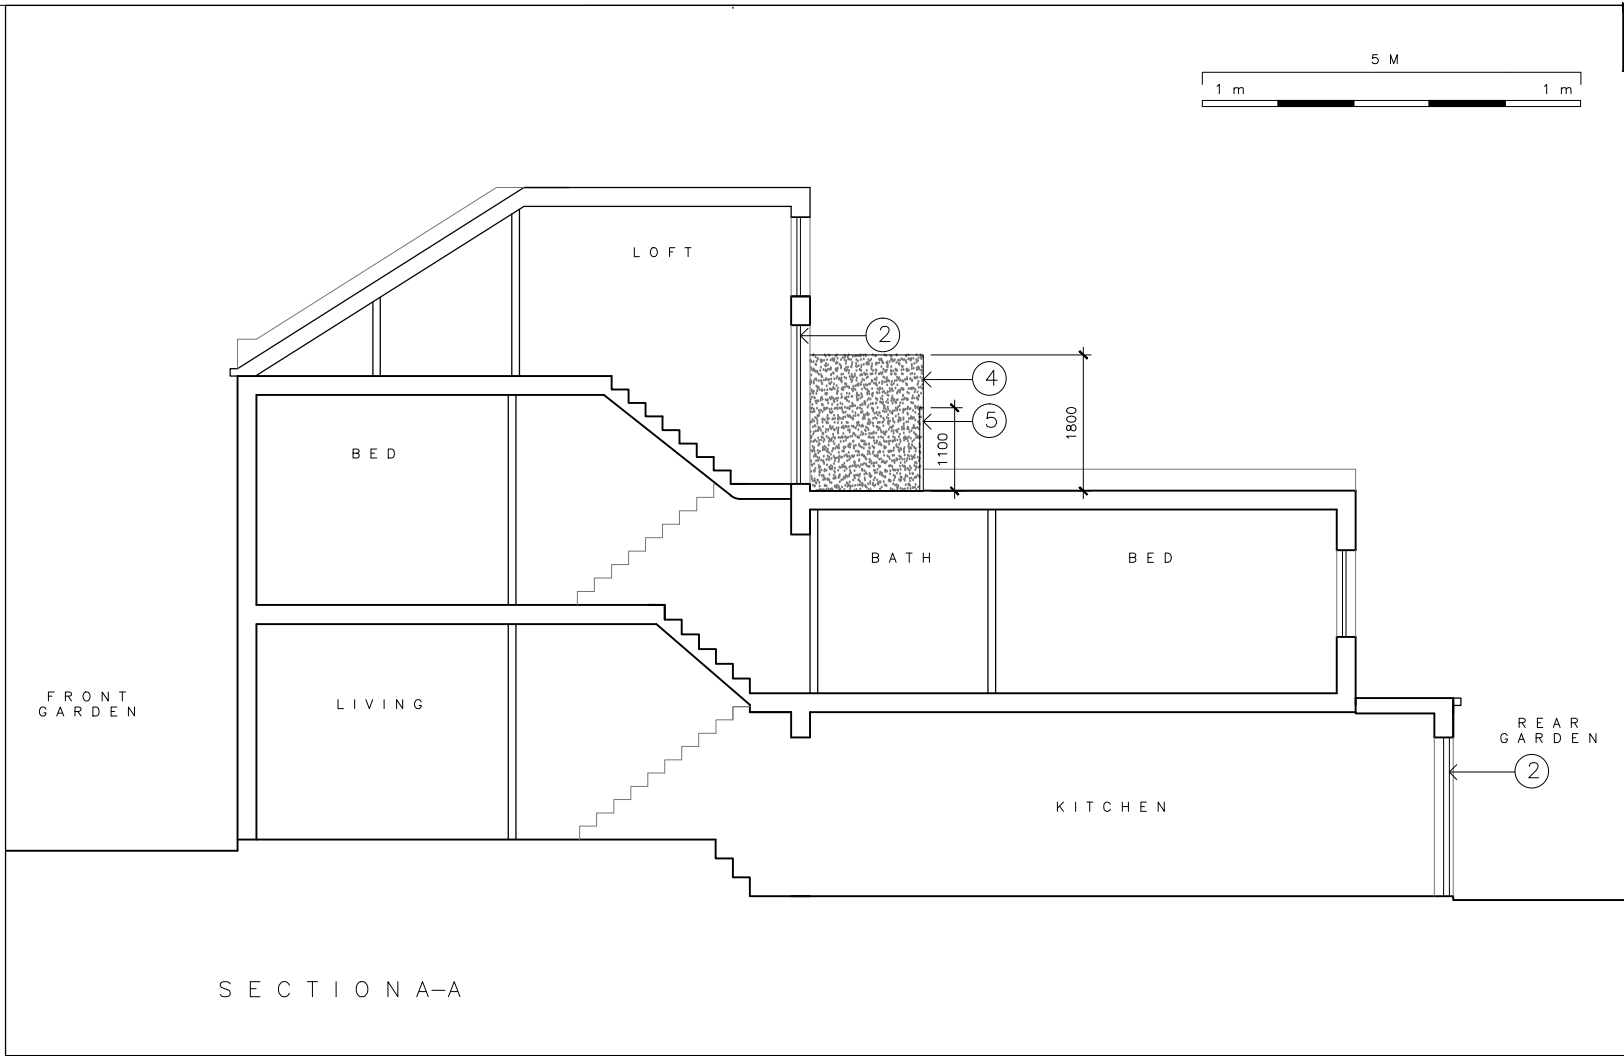 5 M
1 m 1 m
LOFT
2
4
5
1800
1100
BED
BATH BED
FRONT
GARDEN
LIVING
REAR
GARDEN
2
KITCHEN
SECTION A-A